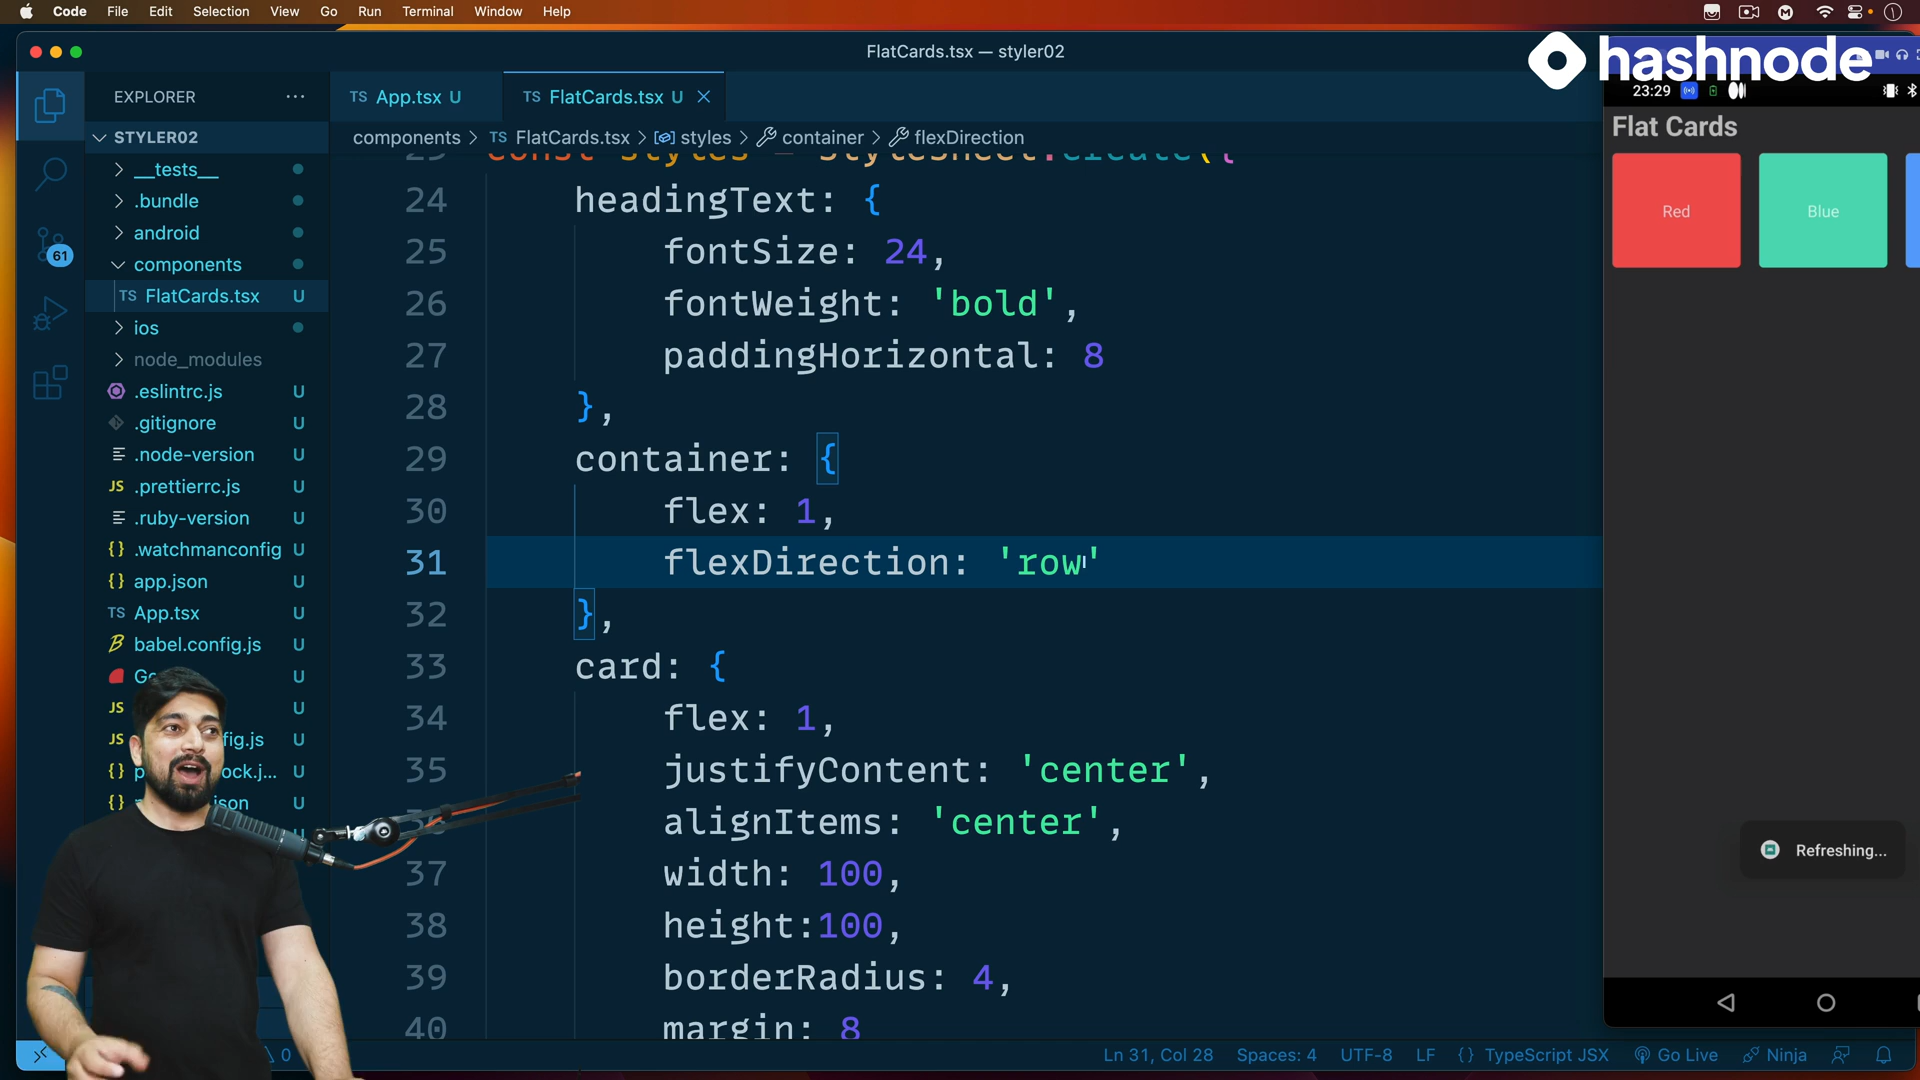 Code File Edit Selection View Go Run Terminal Window Help
FlatCards.tsx — styler02
hashnode
EXPLORER
TS App.tsx U
TS FlatCards.tsx U
components > TS FlatCards.tsx > styles > container > flexDirection
STYLER02
__tests__
.bundle
android
components
TS FlatCards.tsx U
ios
node_modules
.eslintrc.js U
.gitignore U
.node-version U
JS .prettierrc.js U
.ruby-version U
{} .watchmanconfig U
{} app.json U
TS App.tsx U
babel.config.js U
U
JS U
JS fig.js U
{} ock.j... U
{} json U
61
const styles = StyleSheet.create({
24 headingText: {
25 fontSize: 24,
26 fontWeight: 'bold',
27 paddingHorizontal: 8
28 },
29 container: {
30 flex: 1,
31 flexDirection: 'row'
32 },
33 card: {
34 flex: 1,
35 justifyContent: 'center',
36 alignItems: 'center',
37 width: 100,
38 height:100,
39 borderRadius: 4,
40 margin: 8
23:29
Flat Cards
Red
Blue
Refreshing...
0
Ln 31, Col 28 Spaces: 4 UTF-8 LF {} TypeScript JSX Go Live Ninja